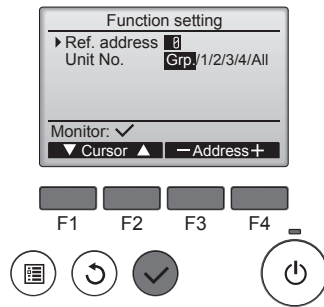 Function setting
Ref. address 0
Unit No. Grp./1/2/3/4/All
Monitor: ✓
▼ Cursor ▲ −Address+
F1 F2 F3 F4